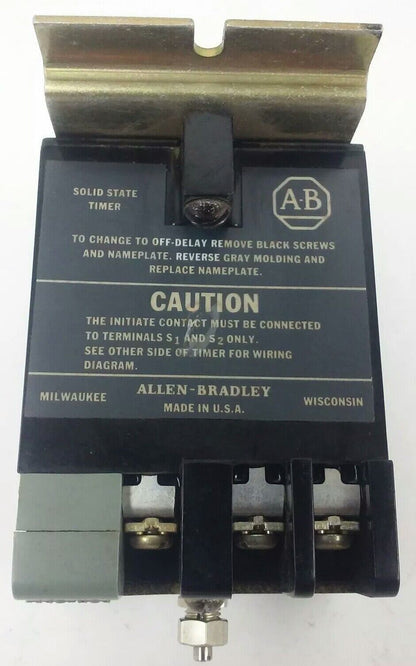 SOLID STATE
TIMER
A-B
TO CHANGE TO OFF-DELAY REMOVE BLACK SCREWS
AND NAMEPLATE. REVERSE GRAY MOLDING AND
REPLACE NAMEPLATE.
CAUTION
THE INITIATE CONTACT MUST BE CONNECTED
TO TERMINALS S1 AND S2 ONLY.
SEE OTHER SIDE OF TIMER FOR WIRING
DIAGRAM.
MILWAUKEE ALLEN-BRADLEY WISCONSIN
MADE IN U.S.A.